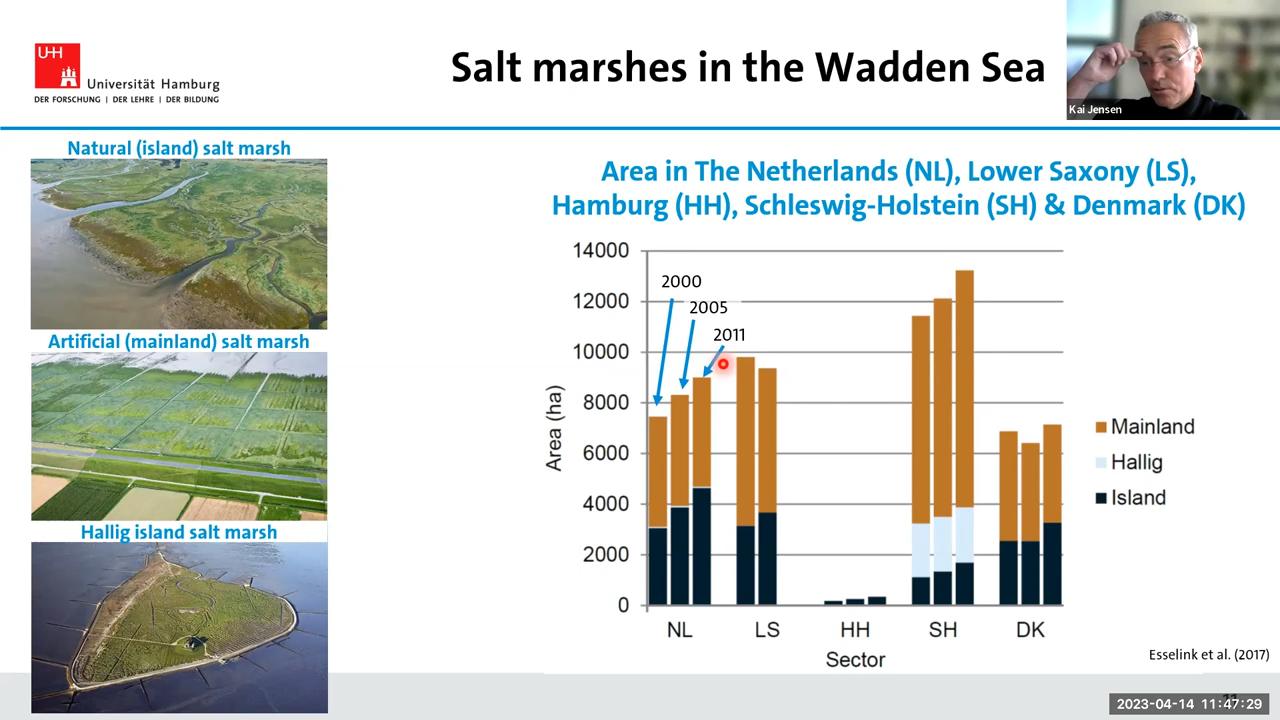 UHH
Universität Hamburg
DER FORSCHUNG | DER LEHRE | DER BILDUNG
Salt marshes in the Wadden Sea
Kai Jensen
Natural (island) salt marsh
Artificial (mainland) salt marsh
Hallig island salt marsh
Area in The Netherlands (NL), Lower Saxony (LS),
Hamburg (HH), Schleswig-Holstein (SH) & Denmark (DK)
14000
12000
10000
8000
6000
4000
2000
0
Area (ha)
2000
2005
2011
NL
LS
HH
SH
DK
Sector
Mainland
Hallig
Island
Esselink et al. (2017)
2023-04-14 11:47:29